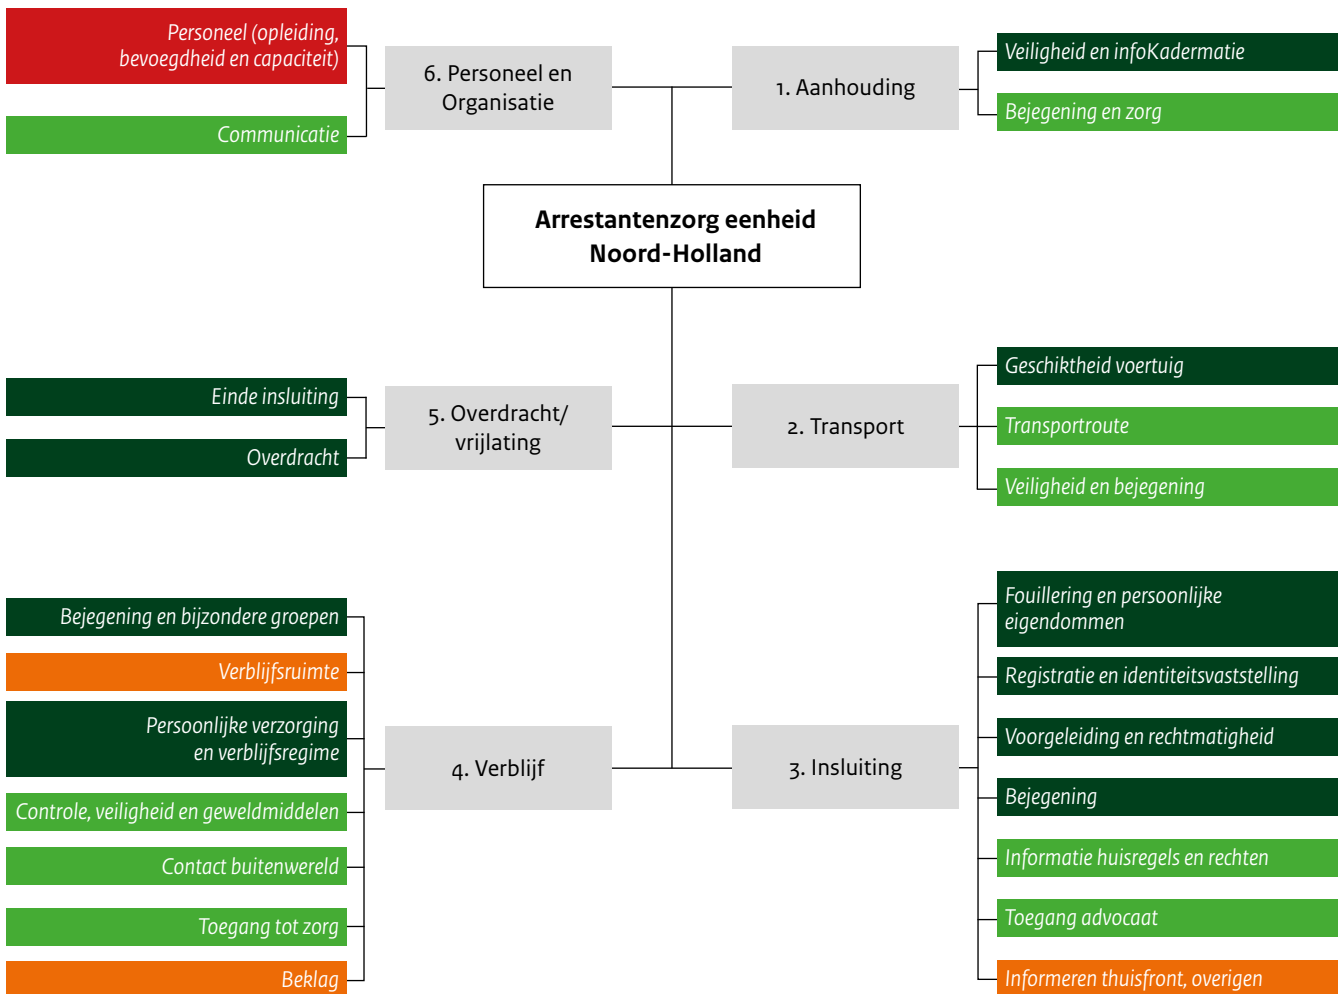 Personeel (opleiding,
bevoegdheid en capaciteit)
Communicatie
6. Personeel en
Organisatie
1. Aanhouding
Veiligheid en infoKadermatie
Bejegening en zorg
Arrestantenzorg eenheid
Noord-Holland
Einde insluiting
Overdracht
5. Overdracht/
vrijlating
2. Transport
Geschiktheid voertuig
Transportroute
Veiligheid en bejegening
Bejegening en bijzondere groepen
Verblijfsruimte
Persoonlijke verzorging
en verblijfsregime
Controle, veiligheid en geweldmiddelen
Contact buitenwereld
Toegang tot zorg
Beklag
4. Verblijf
3. Insluiting
Fouillering en persoonlijke
eigendommen
Registratie en identiteitsvaststelling
Voorgeleiding en rechtmatigheid
Bejegening
Informatie huisregels en rechten
Toegang advocaat
Informeren thuisfront, overigen